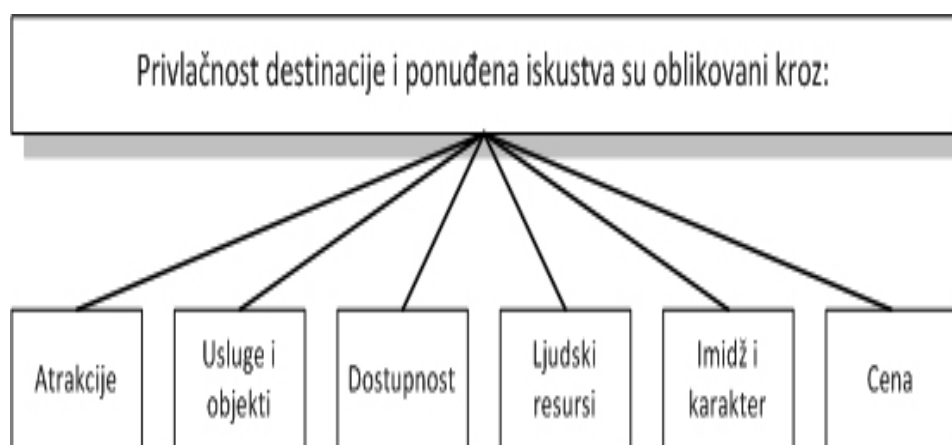 Privlačnost destinacije i ponuđena iskustva su oblikovani kroz:
Atrakcije
Usluge i
objekti
Dostupnost
Ljudski
resursi
Imidž i
karakter
Cena